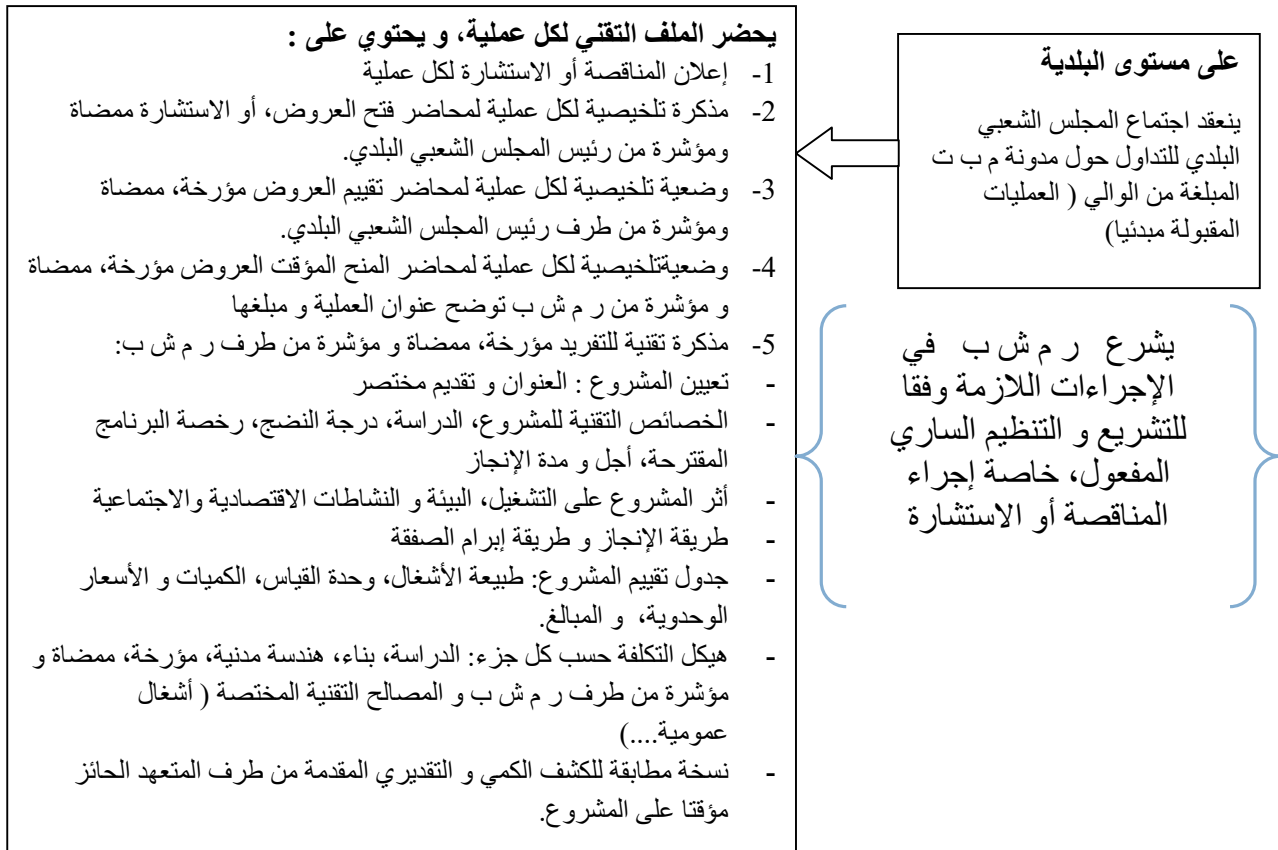 على مستوى البلدية
ينعقد اجتماع المجلس الشعبي
البلدي للتداول حول مدونة م ب ت
المبلغة من الوالي ( العمليات
المقبولة مبدئيا)
يشرع ر م ش ب في
الإجراءات اللازمة وفقا
للتشريع و التنظيم الساري
المفعول، خاصة إجراء
المناقصة أو الاستشارة
يحضر الملف التقني لكل عملية، و يحتوي على :
1- إعلان المناقصة أو الاستشارة لكل عملية
2- مذكرة تلخيصية لكل عملية لمحاضر فتح العروض، أو الاستشارة ممضاة
ومؤشرة من رئيس المجلس الشعبي البلدي.
3- وضعية تلخيصية لكل عملية لمحاضر تقييم العروض مؤرخة، ممضاة
ومؤشرة من طرف رئيس المجلس الشعبي البلدي.
4- وضعيةتلخيصية لكل عملية لمحاضر المنح المؤقت العروض مؤرخة، ممضاة
و مؤشرة من ر م ش ب توضح عنوان العملية و مبلغها
5- مذكرة تقنية للتفريد مؤرخة، ممضاة و مؤشرة من طرف ر م ش ب:
- تعيين المشروع : العنوان و تقديم مختصر
- الخصائص التقنية للمشروع، الدراسة، درجة النضج، رخصة البرنامج
المقترحة، أجل و مدة الإنجاز
- أثر المشروع على التشغيل، البيئة و النشاطات الاقتصادية والاجتماعية
- طريقة الإنجاز و طريقة إبرام الصفقة
- جدول تقييم المشروع: طبيعة الأشغال، وحدة القياس، الكميات و الأسعار
الوحدوية، و المبالغ.
- هيكل التكلفة حسب كل جزء: الدراسة، بناء، هندسة مدنية، مؤرخة، ممضاة و
مؤشرة من طرف ر م ش ب و المصالح التقنية المختصة ( أشغال
عمومية....)
- نسخة مطابقة للكشف الكمي و التقديري المقدمة من طرف المتعهد الحائز
مؤقتا على المشروع.